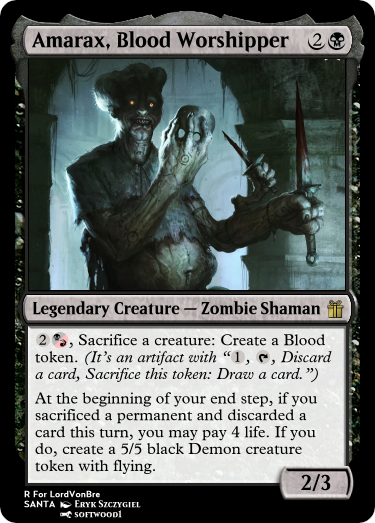 Amarax, Blood Worshipper 2
Legendary Creature — Zombie Shaman
2, Sacrifice a creature: Create a Blood
token. (It's an artifact with “1, , Discard
a card, Sacrifice this token: Draw a card.”)
At the beginning of your end step, if you
sacrificed a permanent and discarded a
card this turn, you may pay 4 life. If you
do, create a 5/5 black Demon creature
token with flying.
2/3
R For LordVonBre
SANTA Eryk Szczygieł
softwood1